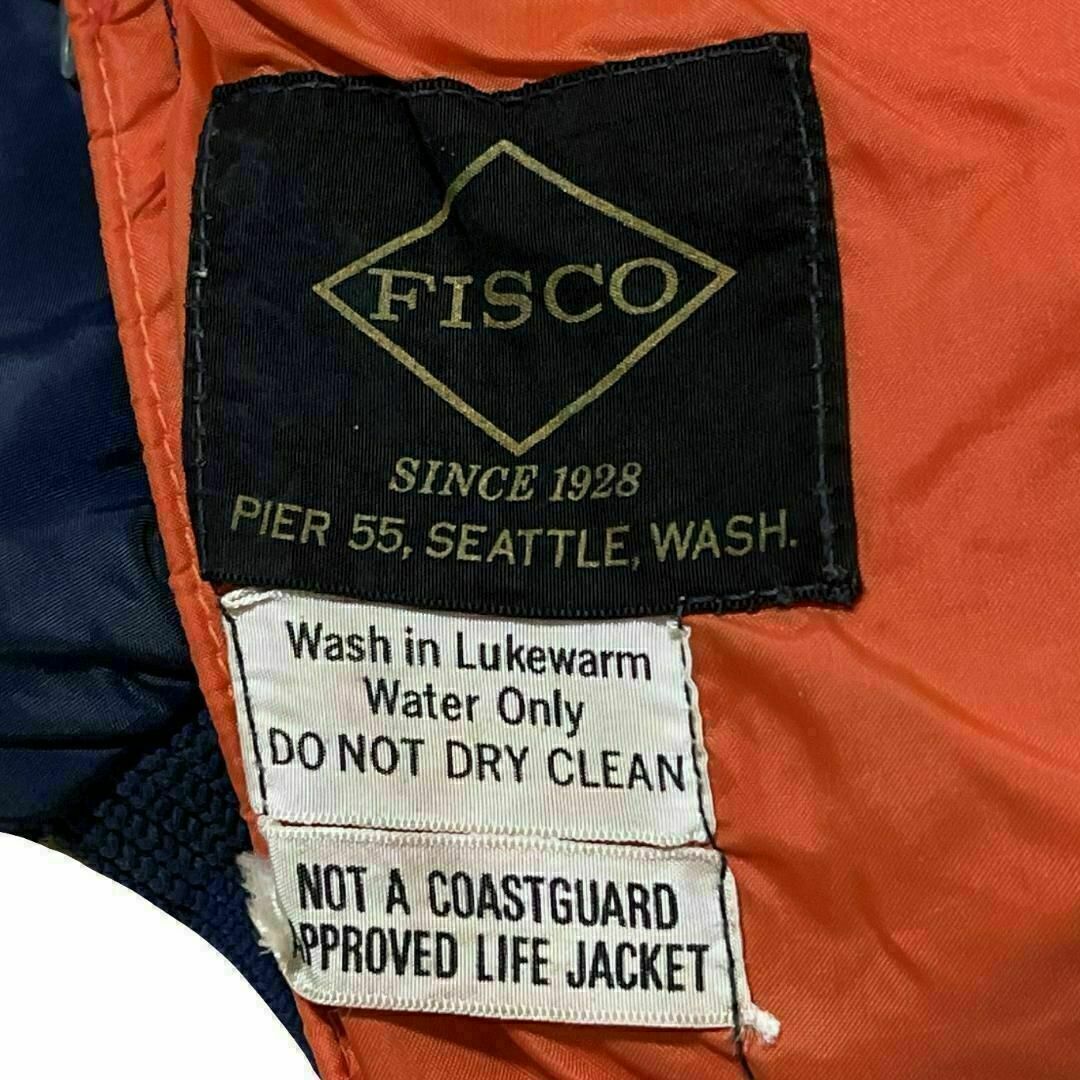 FISCO
SINCE 1928
PIER 55, SEATTLE, WASH.
Wash in Lukewarm
Water Only
DO NOT DRY CLEAN
NOT A COASTGUARD
APPROVED LIFE JACKET